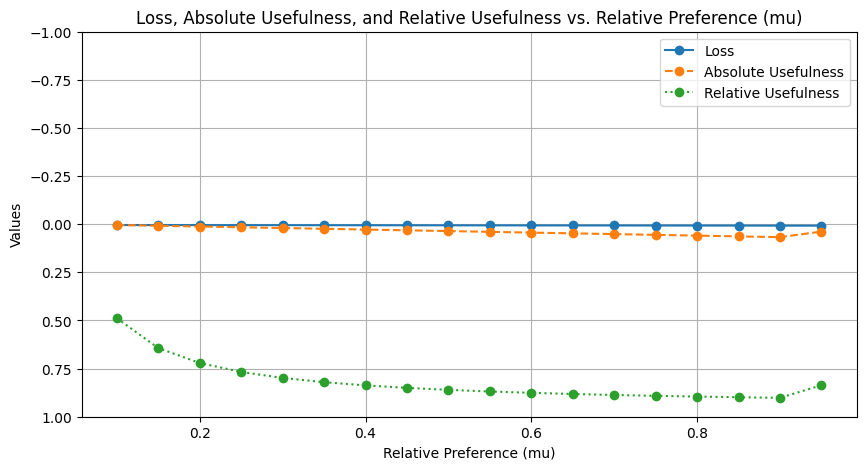 Loss, Absolute Usefulness, and Relative Usefulness vs. Relative Preference (mu)
−1.00
−0.75
−0.50
−0.25
0.00
0.25
0.50
0.75
1.00
Values
Loss
Absolute Usefulness
Relative Usefulness
0.2 0.4 0.6 0.8
Relative Preference (mu)